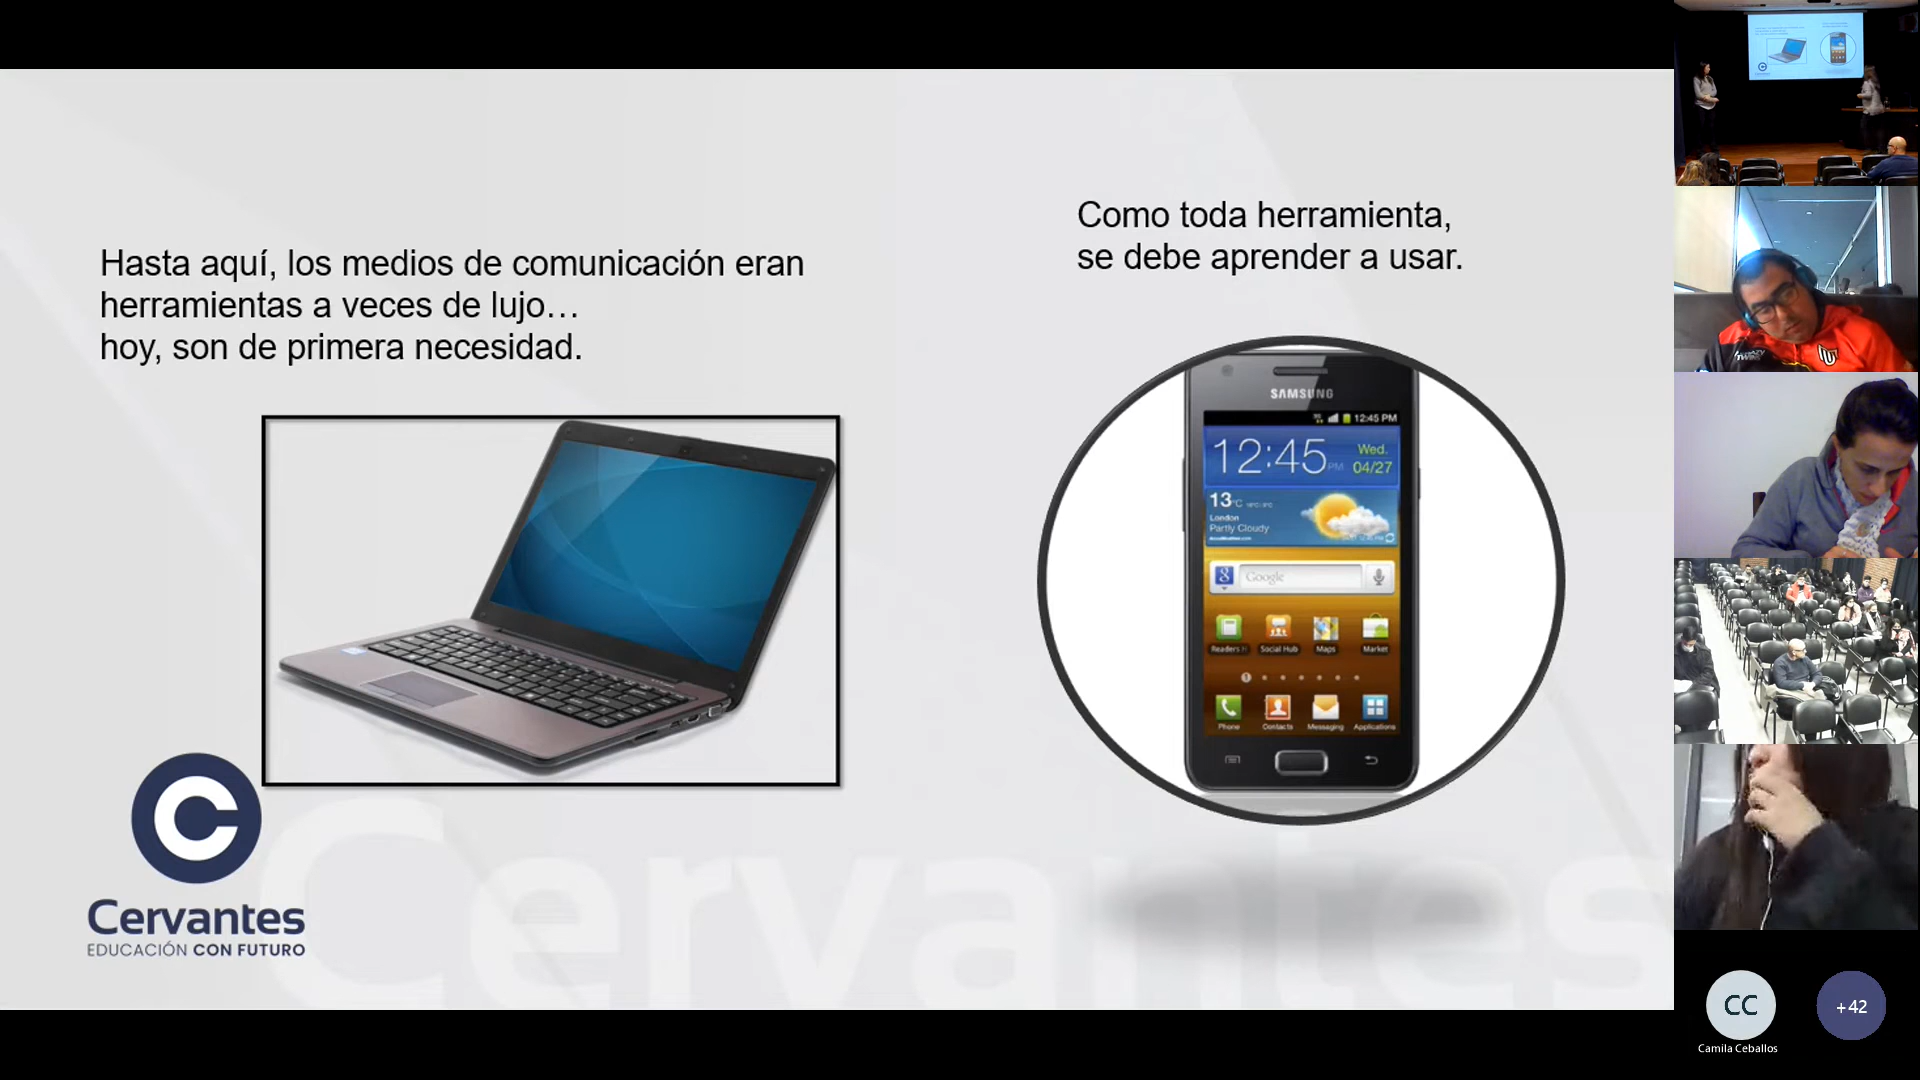 Hasta aquí, los medios de comunicación eran
herramientas a veces de lujo…
hoy, son de primera necesidad.
Como toda herramienta,
se debe aprender a usar.
SAMSUNG
12:45 PM
12:45 PM
Wed.
04/27
13°C
London
Partly Cloudy
Google
Social Hub
Maps
Market
Phone
Contacts
Messaging
Applications
C
Cervantes
EDUCACIÓN CON FUTURO
Cervantes
CC
+42
Camila Ceballos